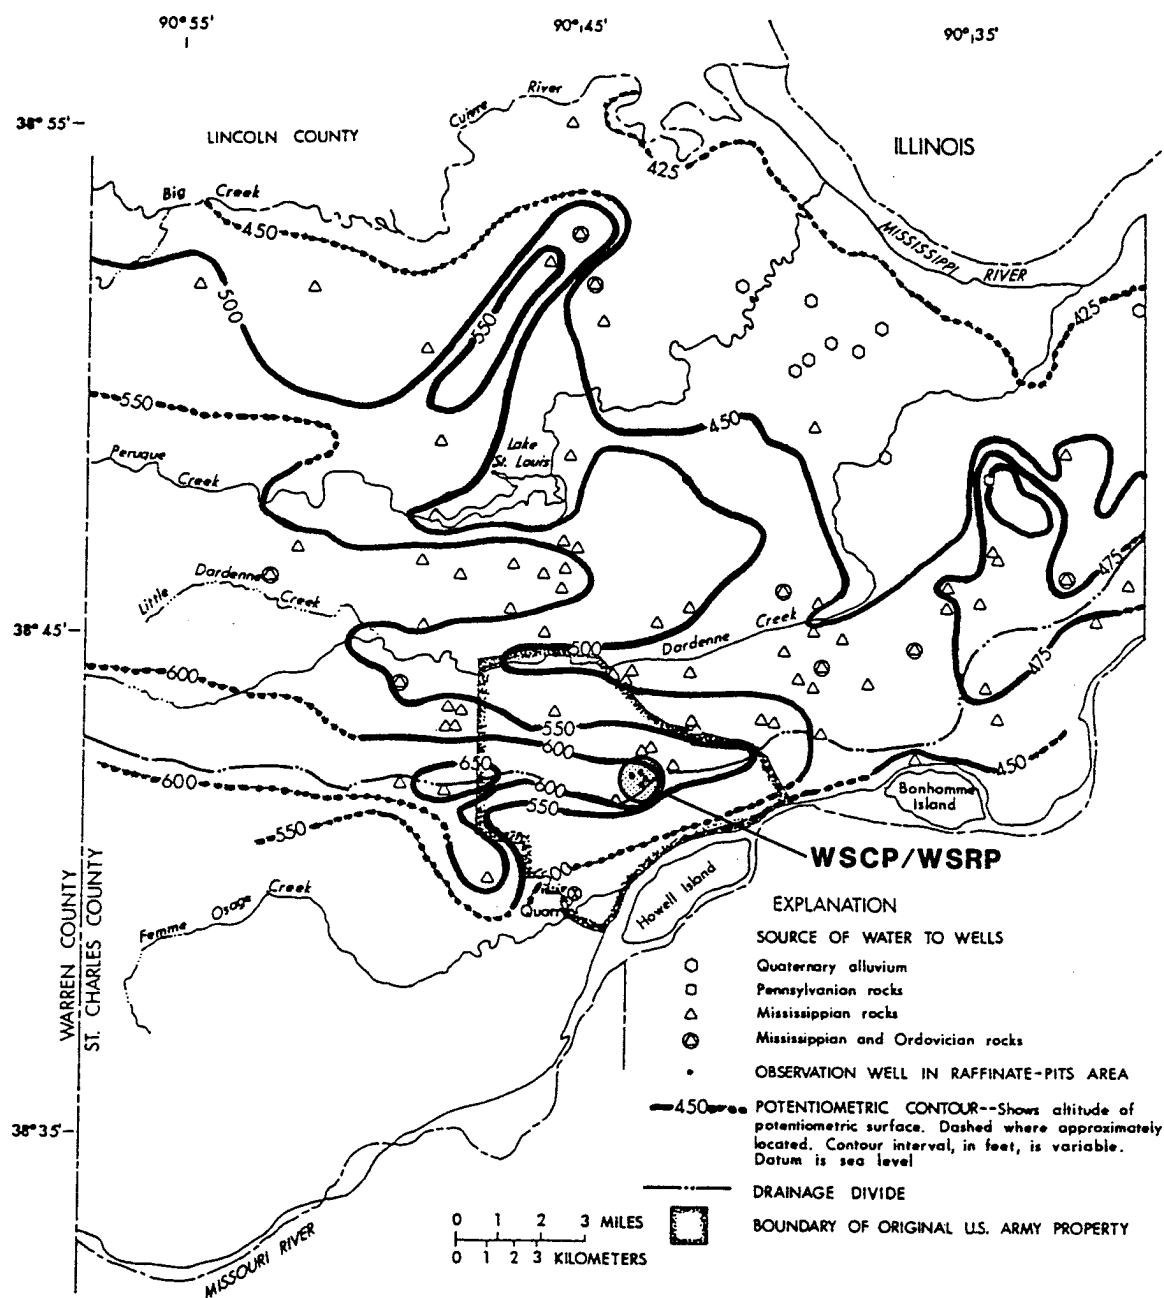 90° 55'
90° 45'
90° 35'
38° 55'
LINCOLN COUNTY
Cuivre River
ILLINOIS
425
Big Creek
450
MISSISSIPPI RIVER
500
550
425
550
450
Lake
St. Louis
Peruque Creek
Dardenne
Little Creek
475
38° 45'
Dardenne Creek
500
475
600
550
600
650
600
600
550
450
Bonhomme
Island
550
WSCP/WSRP
500
Howell Island
Quarry
Femme Osage Creek
WARREN COUNTY
ST. CHARLES COUNTY
EXPLANATION
SOURCE OF WATER TO WELLS
Quaternary alluvium
Pennsylvanian rocks
Mississippian rocks
Mississippian and Ordovician rocks
OBSERVATION WELL IN RAFFINATE-PITS AREA
450 POTENTIOMETRIC CONTOUR--Shows altitude of
potentiometric surface. Dashed where approximately
located. Contour interval, in feet, is variable.
Datum is sea level
38° 35'
DRAINAGE DIVIDE
BOUNDARY OF ORIGINAL U.S. ARMY PROPERTY
0 1 2 3 MILES
0 1 2 3 KILOMETERS
MISSOURI RIVER